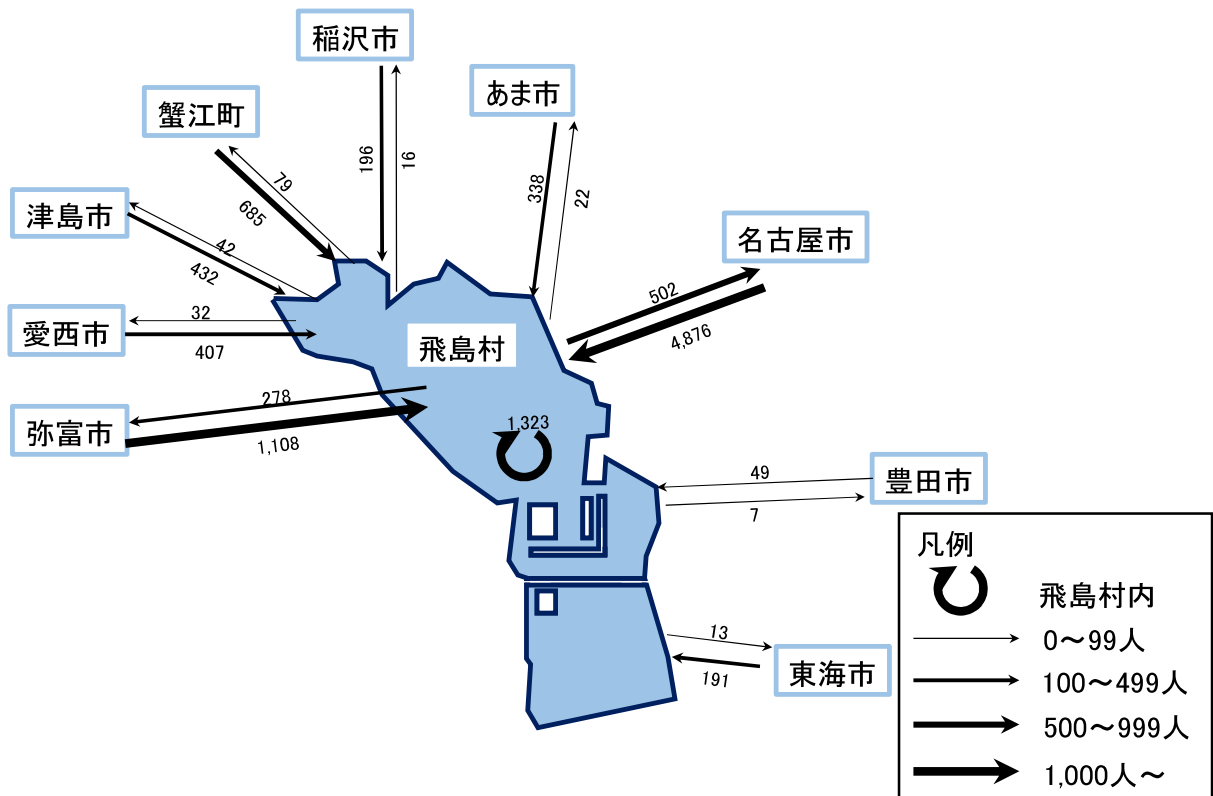 稲沢市
あま市
蟹江町
196
16
338
22
79
685
津島市
名古屋市
42
432
502
4,876
32
愛西市
407
飛島村
278
弥富市
1,108
1,323
49
豊田市
7
凡例
飛島村内
0～99人
13
東海市
191
100～499人
500～999人
1,000人～